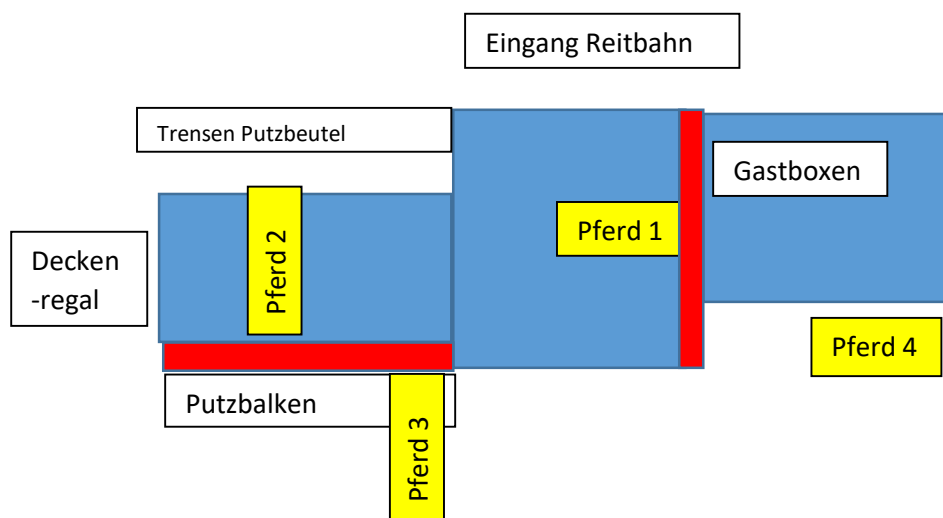 Eingang Reitbahn
Trensen Putzbeutel
Gastboxen
Pferd 1
Pferd 2
Decken
-regal
Pferd 4
Putzbalken
Pferd 3